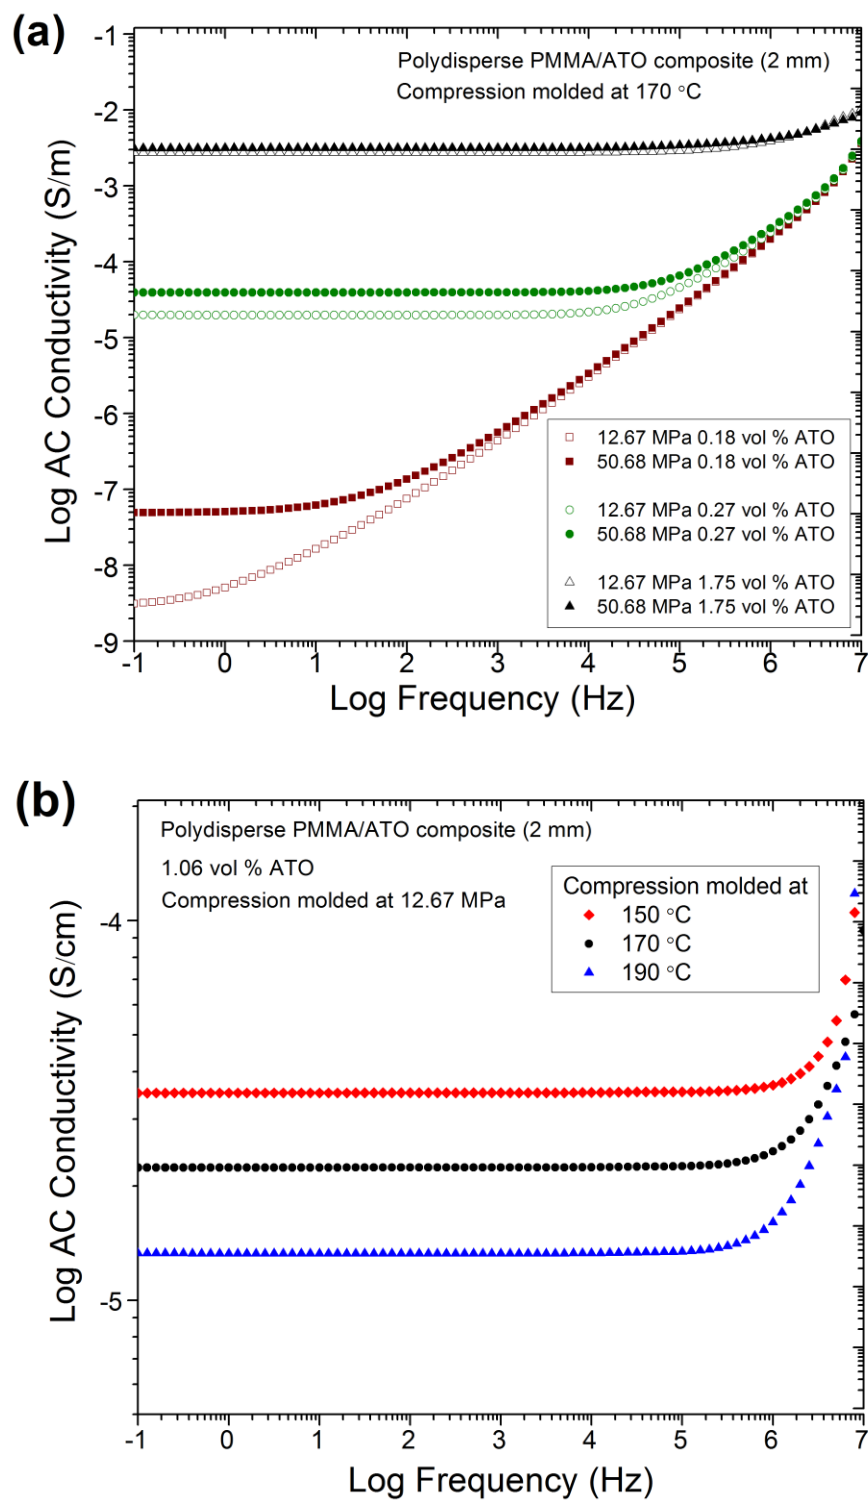 (a)
Polydisperse PMMA/ATO composite (2 mm)
Compression molded at 170 °C
Log AC Conductivity (S/m)
-1
-2
-3
-4
-5
-6
-7
-8
-9
12.67 MPa 0.18 vol % ATO
50.68 MPa 0.18 vol % ATO
12.67 MPa 0.27 vol % ATO
50.68 MPa 0.27 vol % ATO
12.67 MPa 1.75 vol % ATO
50.68 MPa 1.75 vol % ATO
-1 0 1 2 3 4 5 6 7
Log Frequency (Hz)
(b)
Polydisperse PMMA/ATO composite (2 mm)
1.06 vol % ATO
Compression molded at 12.67 MPa
Compression molded at
150 °C
170 °C
190 °C
Log AC Conductivity (S/cm)
-4
-5
-1 0 1 2 3 4 5 6 7
Log Frequency (Hz)